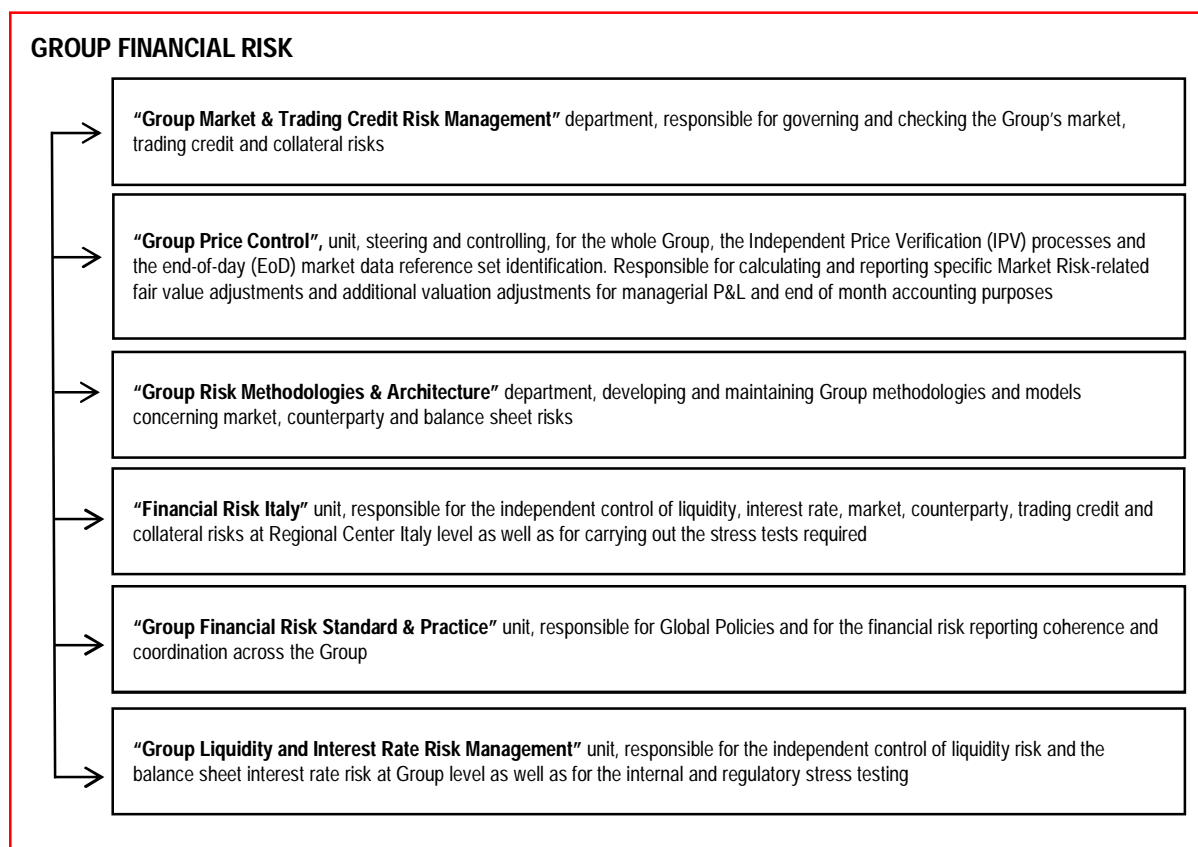 GROUP FINANCIAL RISK
“Group Market & Trading Credit Risk Management” department, responsible for governing and checking the Group’s market,
trading credit and collateral risks
“Group Price Control”, unit, steering and controlling, for the whole Group, the Independent Price Verification (IPV) processes and
the end-of-day (EoD) market data reference set identification. Responsible for calculating and reporting specific Market Risk-related
fair value adjustments and additional valuation adjustments for managerial P&L and end of month accounting purposes
“Group Risk Methodologies & Architecture” department, developing and maintaining Group methodologies and models
concerning market, counterparty and balance sheet risks
“Financial Risk Italy” unit, responsible for the independent control of liquidity, interest rate, market, counterparty, trading credit and
collateral risks at Regional Center Italy level as well as for carrying out the stress tests required
“Group Financial Risk Standard & Practice” unit, responsible for Global Policies and for the financial risk reporting coherence and
coordination across the Group
“Group Liquidity and Interest Rate Risk Management” unit, responsible for the independent control of liquidity risk and the
balance sheet interest rate risk at Group level as well as for the internal and regulatory stress testing